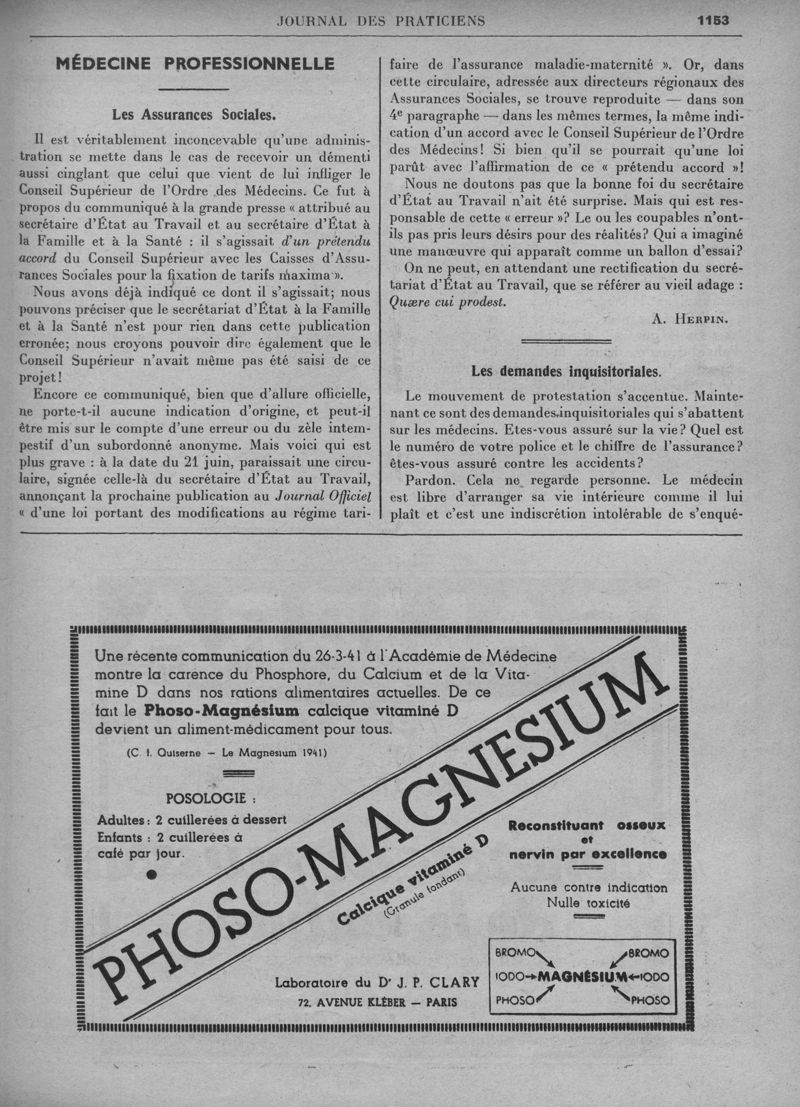 JOURNAL DES PRATICIENS 1153
MÉDECINE PROFESSIONNELLE
Les Assurances Sociales.
Il est véritablement inconcevable qu'une adminis-
tration se mette dans le cas de recevoir un démenti
aussi cinglant que celui que vient de lui infliger le
Conseil Supérieur de l'Ordre des Médecins. Ce fut à
propos du communiqué à la grande presse « attribué au
secrétaire d'État au Travail et au secrétaire d'État à
la Famille et à la Santé : il s'agissait d'un prétendu
accord du Conseil Supérieur avec les Caisses d'Assu-
rances Sociales pour la fixation de tarifs maxima ».
Nous avons déjà indiqué ce dont il s'agissait; nous
pouvons préciser que le secrétariat d'État à la Famille
et à la Santé n'est pour rien dans cette publication
erronée; nous croyons pouvoir dire également que le
Conseil Supérieur n'avait même pas été saisi de ce
projet!
Encore ce communiqué, bien que d'allure officielle,
ne porte-t-il aucune indication d'origine, et peut-il
être mis sur le compte d'une erreur ou du zèle intem-
pestif d'un subordonné anonyme. Mais voici qui est
plus grave : à la date du 21 juin, paraissait une circu-
laire, signée celle-là du secrétaire d'État au Travail,
annonçant la prochaine publication au Journal Officiel
« d'une loi portant des modifications au régime tari-
faire de l'assurance maladie-maternité ». Or, dans
cette circulaire, adressée aux directeurs régionaux des
Assurances Sociales, se trouve reproduite — dans son
4e paragraphe — dans les mêmes termes, la même indi-
cation d'un accord avec le Conseil Supérieur de l'Ordre
des Médecins! Si bien qu'il se pourrait qu'une loi
parût avec l'affirmation de ce « prétendu accord »!
Nous ne doutons pas que la bonne foi du secrétaire
d'État au Travail n'ait été surprise. Mais qui est res-
ponsable de cette « erreur »? Le ou les coupables n'ont-
ils pas pris leurs désirs pour des réalités? Qui a imaginé
une manœuvre qui apparaît comme un ballon d'essai?
On ne peut, en attendant une rectification du secré-
tariat d'État au Travail, que se référer au vieil adage :
Quære cui prodest.
A. HERPIN.
Les demandes inquisitoriales.
Le mouvement de protestation s'accentue. Mainte-
nant ce sont des demandes inquisitoriales qui s'abattent
sur les médecins. Etes-vous assuré sur la vie? Quel est
le numéro de votre police et le chiffre de l'assurance?
êtes-vous assuré contre les accidents?
Pardon. Cela ne regarde personne. Le médecin
est libre d'arranger sa vie intérieure comme il lui
plaît et c'est une indiscrétion intolérable de s'enqué-
Une récente communication du 26-3-41 à l'Académie de Médecine
montre la carence du Phosphore, du Calcium et de la Vita-
mine D dans nos rations alimentaires actuelles. De ce
fait le Phoso-Magnésium calcique vitaminé D
devient un aliment-médicament pour tous.
(C. f. Quiserne — Le Magnésium 1941)
POSOLOGIE :
Adultes : 2 cuillerées à dessert
Enfants : 2 cuillerées à
café par jour.
PHOSO-MAGNESIUM
Calcique vitaminé D
(Granule fondant)
Reconstituant osseux
et
nervin par excellence
Aucune contre indication
Nulle toxicité
Laboratoire du Dr J. P. CLARY
72, AVENUE KLÉBER — PARIS
BROMO BROMO
IODO MAGNÉSIUM IODO
PHOSO PHOSO